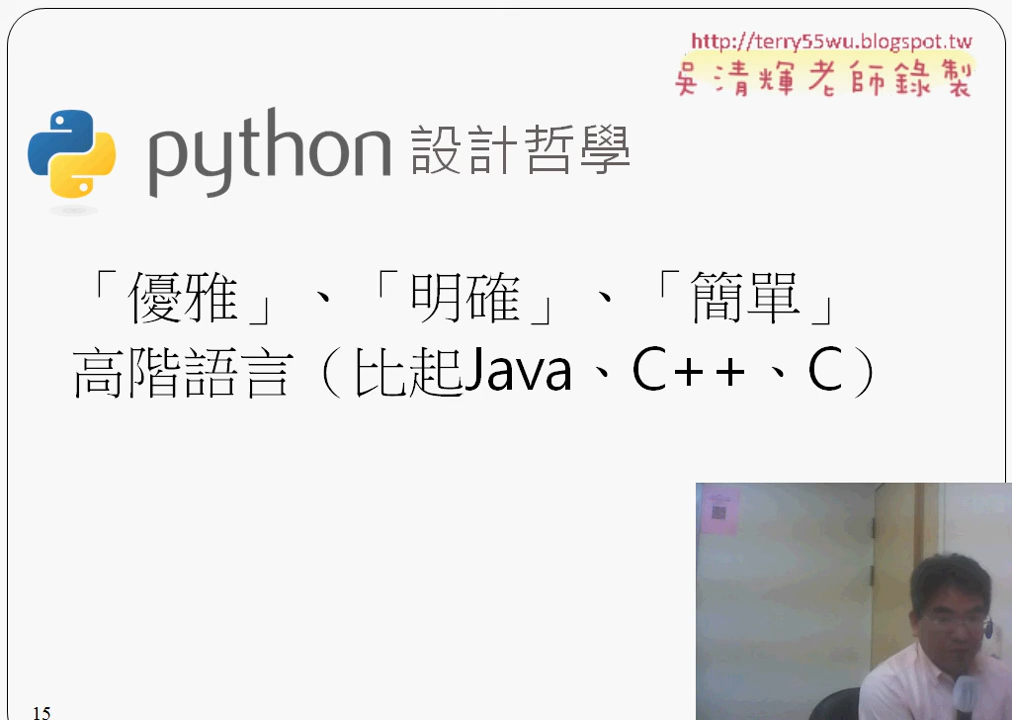 http://terry55wu.blogspot.tw
吳清輝老師錄製
python 設計哲學
「優雅」、「明確」、「簡單」
高階語言（比起Java、C++、C）
15